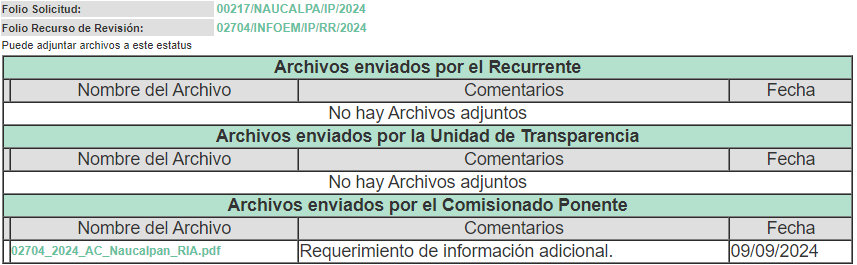 Folio Solicitud: 00217/NAUCALPA/IP/2024
Folio Recurso de Revisión: 02704/INFOEM/IP/RR/2024
Puede adjuntar archivos a este estatus
Archivos enviados por el Recurrente
Nombre del Archivo Comentarios Fecha
No hay Archivos adjuntos
Archivos enviados por la Unidad de Transparencia
Nombre del Archivo Comentarios Fecha
No hay Archivos adjuntos
Archivos enviados por el Comisionado Ponente
Nombre del Archivo Comentarios Fecha
02704_2024_AC_Naucalpan_RIA.pdf Requerimiento de información adicional. 09/09/2024